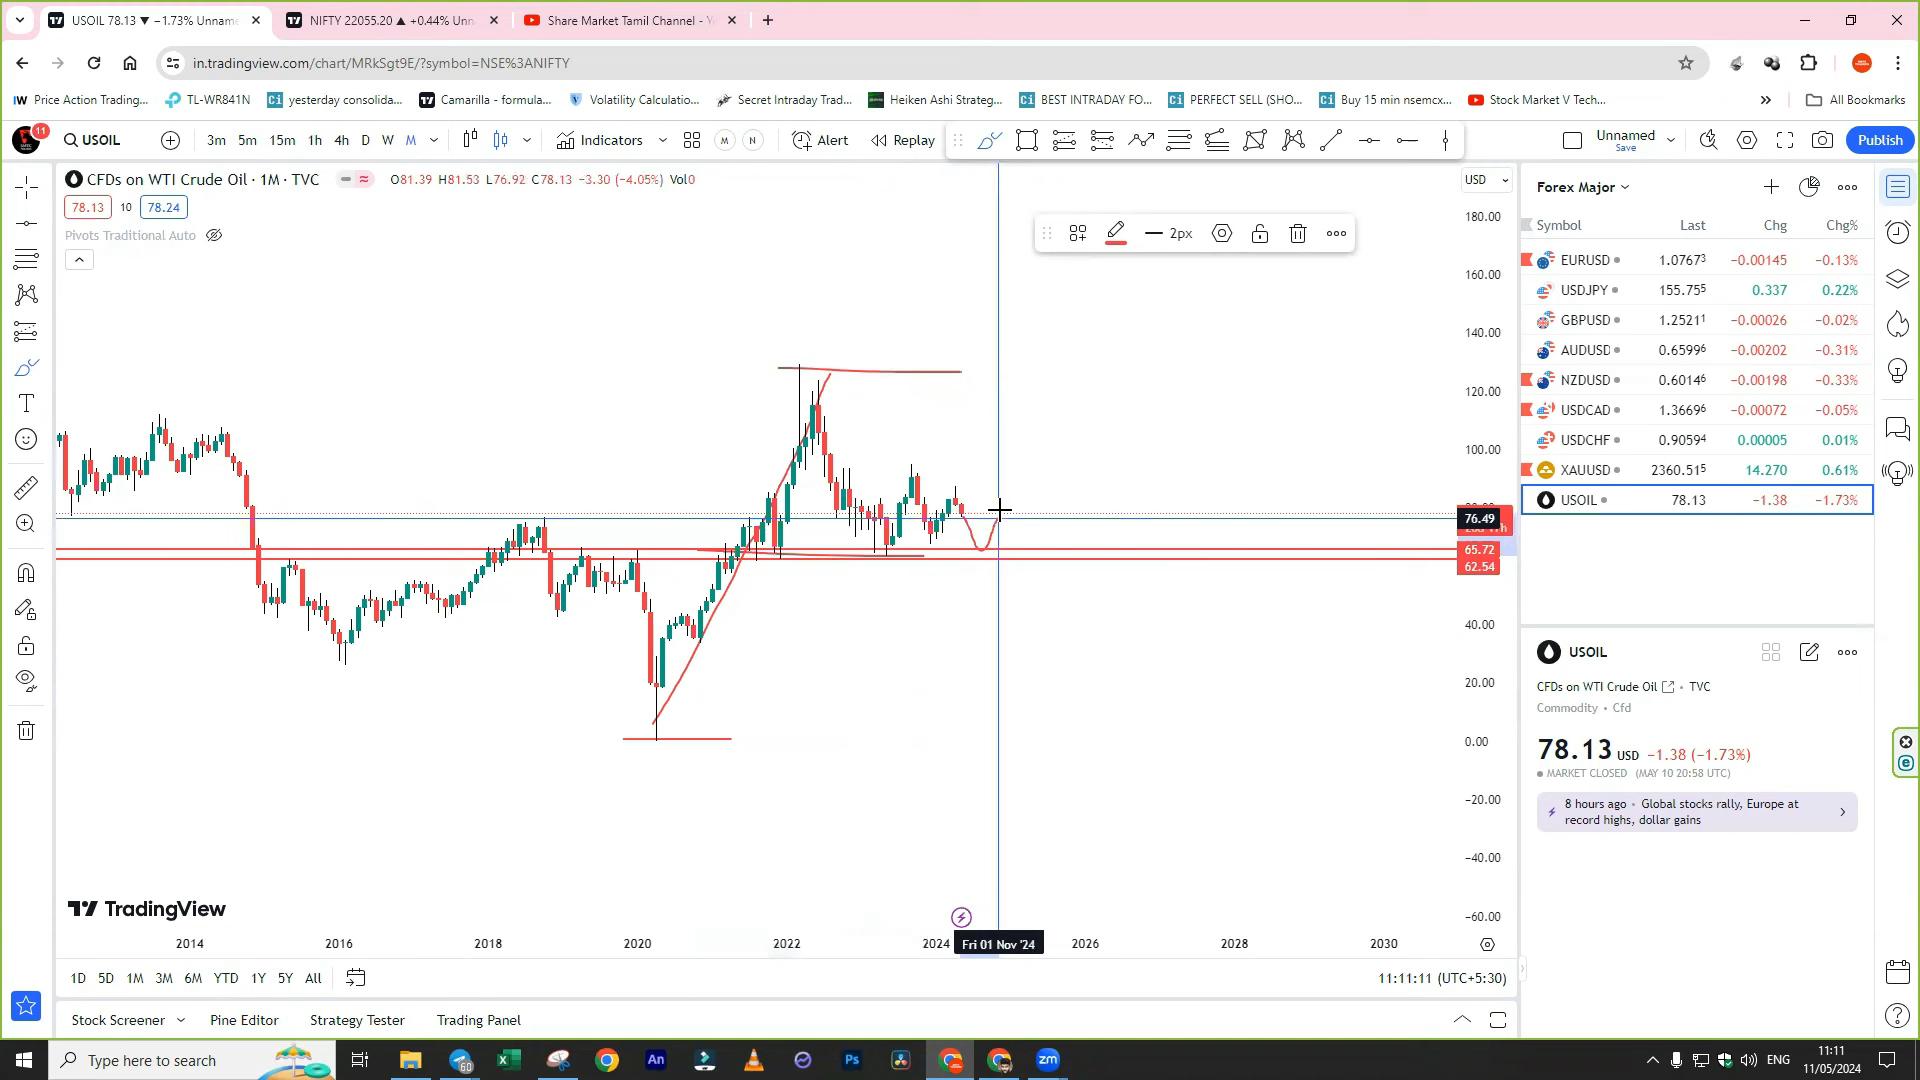 USOIL 78.13 ▼ −1.73% Unname
NIFTY 22055.20 ▲ +0.44% Unn
Share Market Tamil Channel - Y
in.tradingview.com/chart/MRkSgt9E/?symbol=NSE%3ANIFTY
Price Action Trading...
TL-WR841N
yesterday consolida...
Camarilla - formula...
Volatility Calculatio...
Secret Intraday Trad...
Heiken Ashi Strateg...
BEST INTRADAY FO...
PERFECT SELL (SHO...
Buy 15 min nsemcx...
Stock Market V Tech...
All Bookmarks
11
USOIL
3m 5m 15m 1h 4h D W M
Indicators
M N
Alert
Replay
Unnamed
Save
Publish
CFDs on WTI Crude Oil · 1M · TVC
O81.39 H81.53 L76.92 C78.13 −3.30 (−4.05%) Vol0
78.13 10 78.24
Pivots Traditional Auto
2px
USD
180.00
160.00
140.00
120.00
100.00
76.49
65.72
62.54
40.00
20.00
0.00
−20.00
−40.00
−60.00
TradingView
2014 2016 2018 2020 2022 2024 Fri 01 Nov '24 2026 2028 2030
1D 5D 1M 3M 6M YTD 1Y 5Y All
11:11:11 (UTC+5:30)
Stock Screener Pine Editor Strategy Tester Trading Panel
Forex Major
Symbol Last Chg Chg%
EURUSD 1.0767³ −0.00145 −0.13%
USDJPY 155.75⁵ 0.337 0.22%
GBPUSD 1.2521¹ −0.00026 −0.02%
AUDUSD 0.6599⁶ −0.00202 −0.31%
NZDUSD 0.6014⁶ −0.00198 −0.33%
USDCAD 1.3669⁶ −0.00072 −0.05%
USDCHF 0.9059⁴ 0.00005 0.01%
XAUUSD 2360.51⁵ 14.270 0.61%
USOIL 78.13 −1.38 −1.73%
USOIL
CFDs on WTI Crude Oil • TVC
Commodity • Cfd
78.13 USD −1.38 (−1.73%)
MARKET CLOSED (MAY 10 20:58 UTC)
8 hours ago • Global stocks rally, Europe at
record highs, dollar gains
Type here to search
60
An
Ps
zm
ENG
11:11
11/05/2024